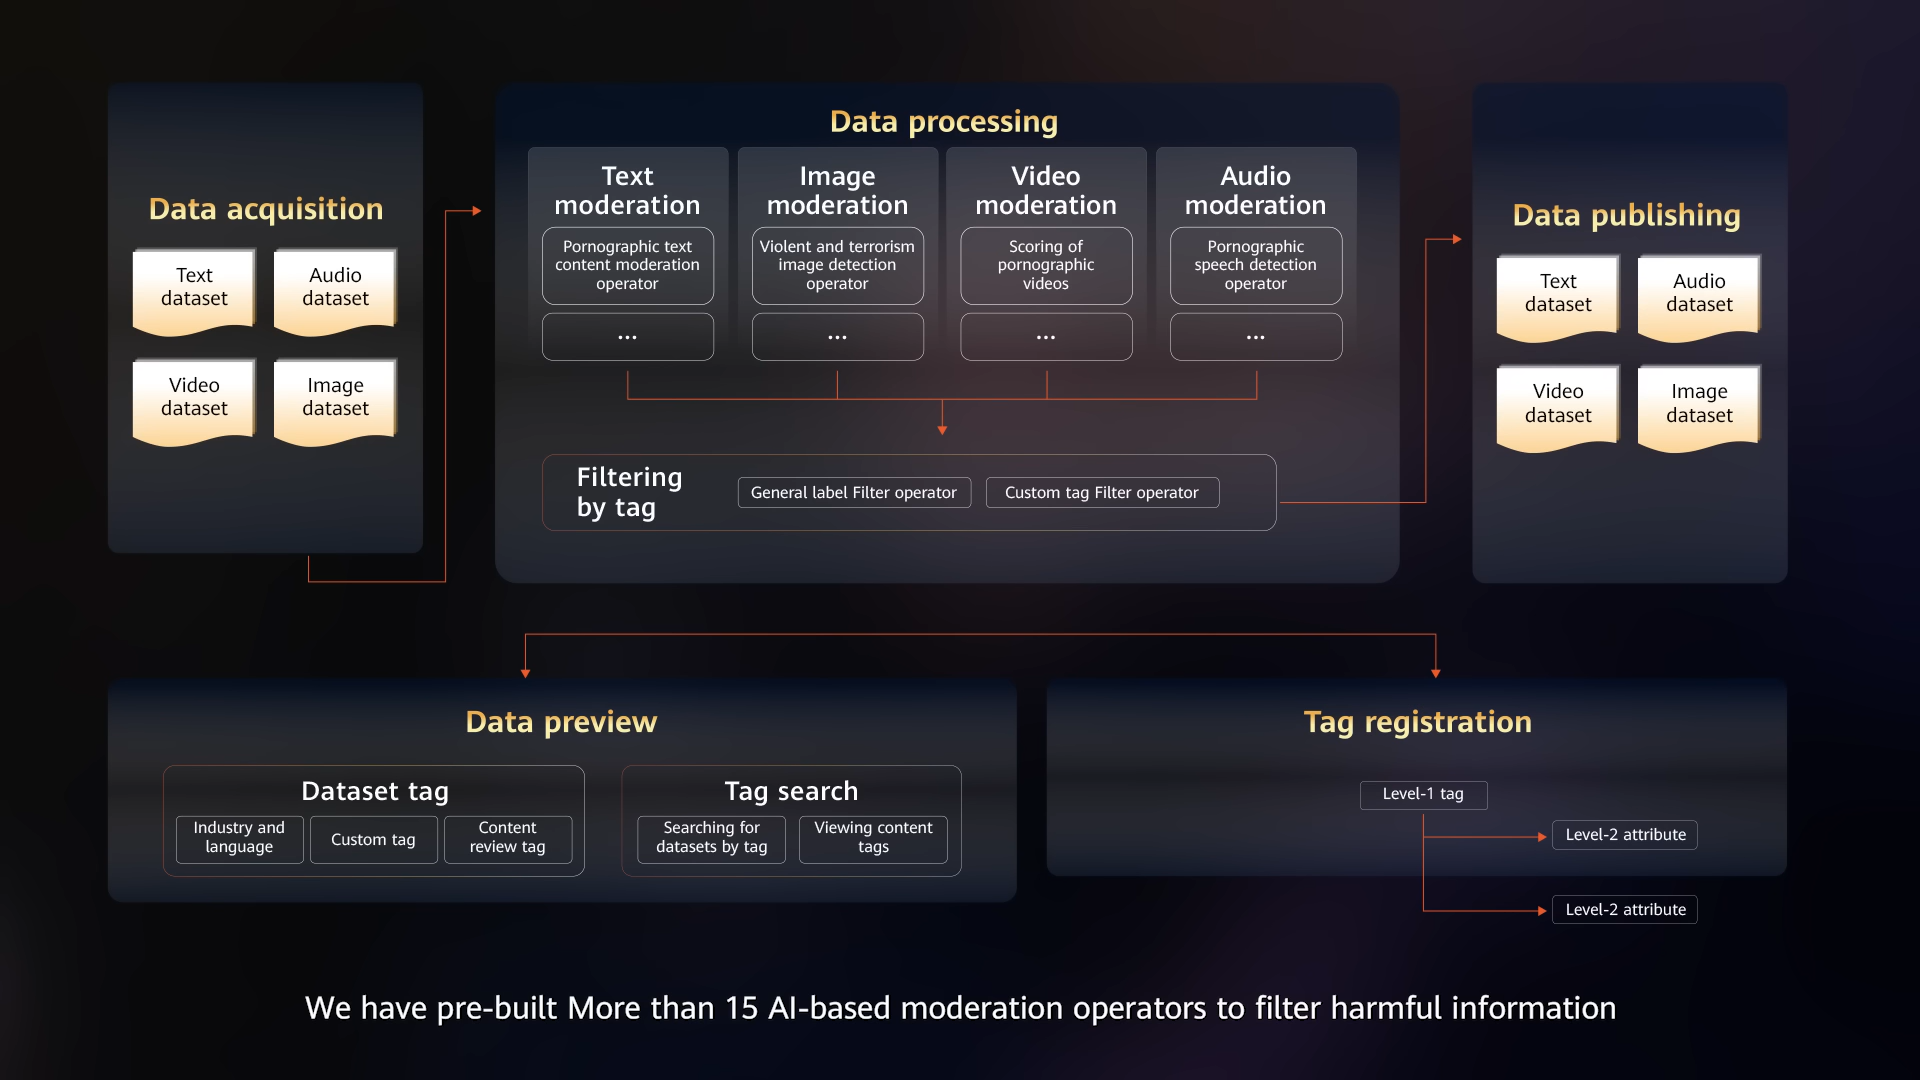 Data acquisition
Text
dataset
Audio
dataset
Video
dataset
Image
dataset
Data processing
Text
moderation
Pornographic text
content moderation
operator
...
Image
moderation
Violent and terrorism
image detection
operator
...
Video
moderation
Scoring of
pornographic
videos
...
Audio
moderation
Pornographic
speech detection
operator
...
Filtering
by tag
General label Filter operator
Custom tag Filter operator
Data publishing
Text
dataset
Audio
dataset
Video
dataset
Image
dataset
Data preview
Dataset tag
Industry and
language
Custom tag
Content
review tag
Tag search
Searching for
datasets by tag
Viewing content
tags
Tag registration
Level-1 tag
Level-2 attribute
Level-2 attribute
We have pre-built More than 15 AI-based moderation operators to filter harmful information